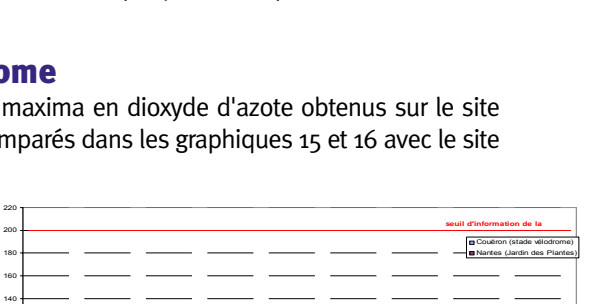 ome
maxima en dioxyde d'azote obtenus sur le site
mparés dans les graphiques 15 et 16 avec le site
220
seuil d'information de la
200
Couëron (stade vélodrome)
Nantes (Jardin des Plantes)
180
160
140